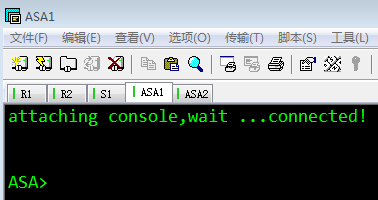 ASA1
文件(F) 编辑(E) 查看(V) 选项(O) 传输(T) 脚本(S) 工具(L)
R1 R2 S1 ASA1 ASA2
attaching console,wait ...connected!
ASA>